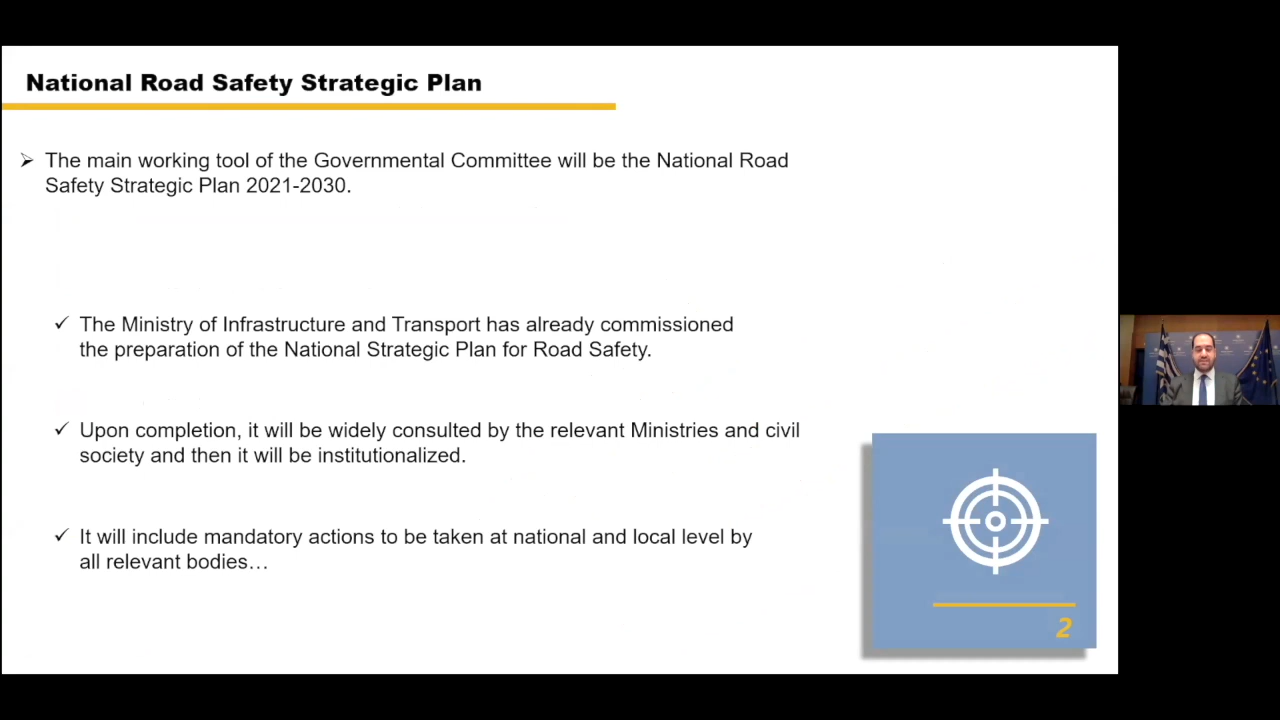 National Road Safety Strategic Plan
The main working tool of the Governmental Committee will be the National Road
Safety Strategic Plan 2021-2030.
The Ministry of Infrastructure and Transport has already commissioned
the preparation of the National Strategic Plan for Road Safety.
Upon completion, it will be widely consulted by the relevant Ministries and civil
society and then it will be institutionalized.
It will include mandatory actions to be taken at national and local level by
all relevant bodies…
2